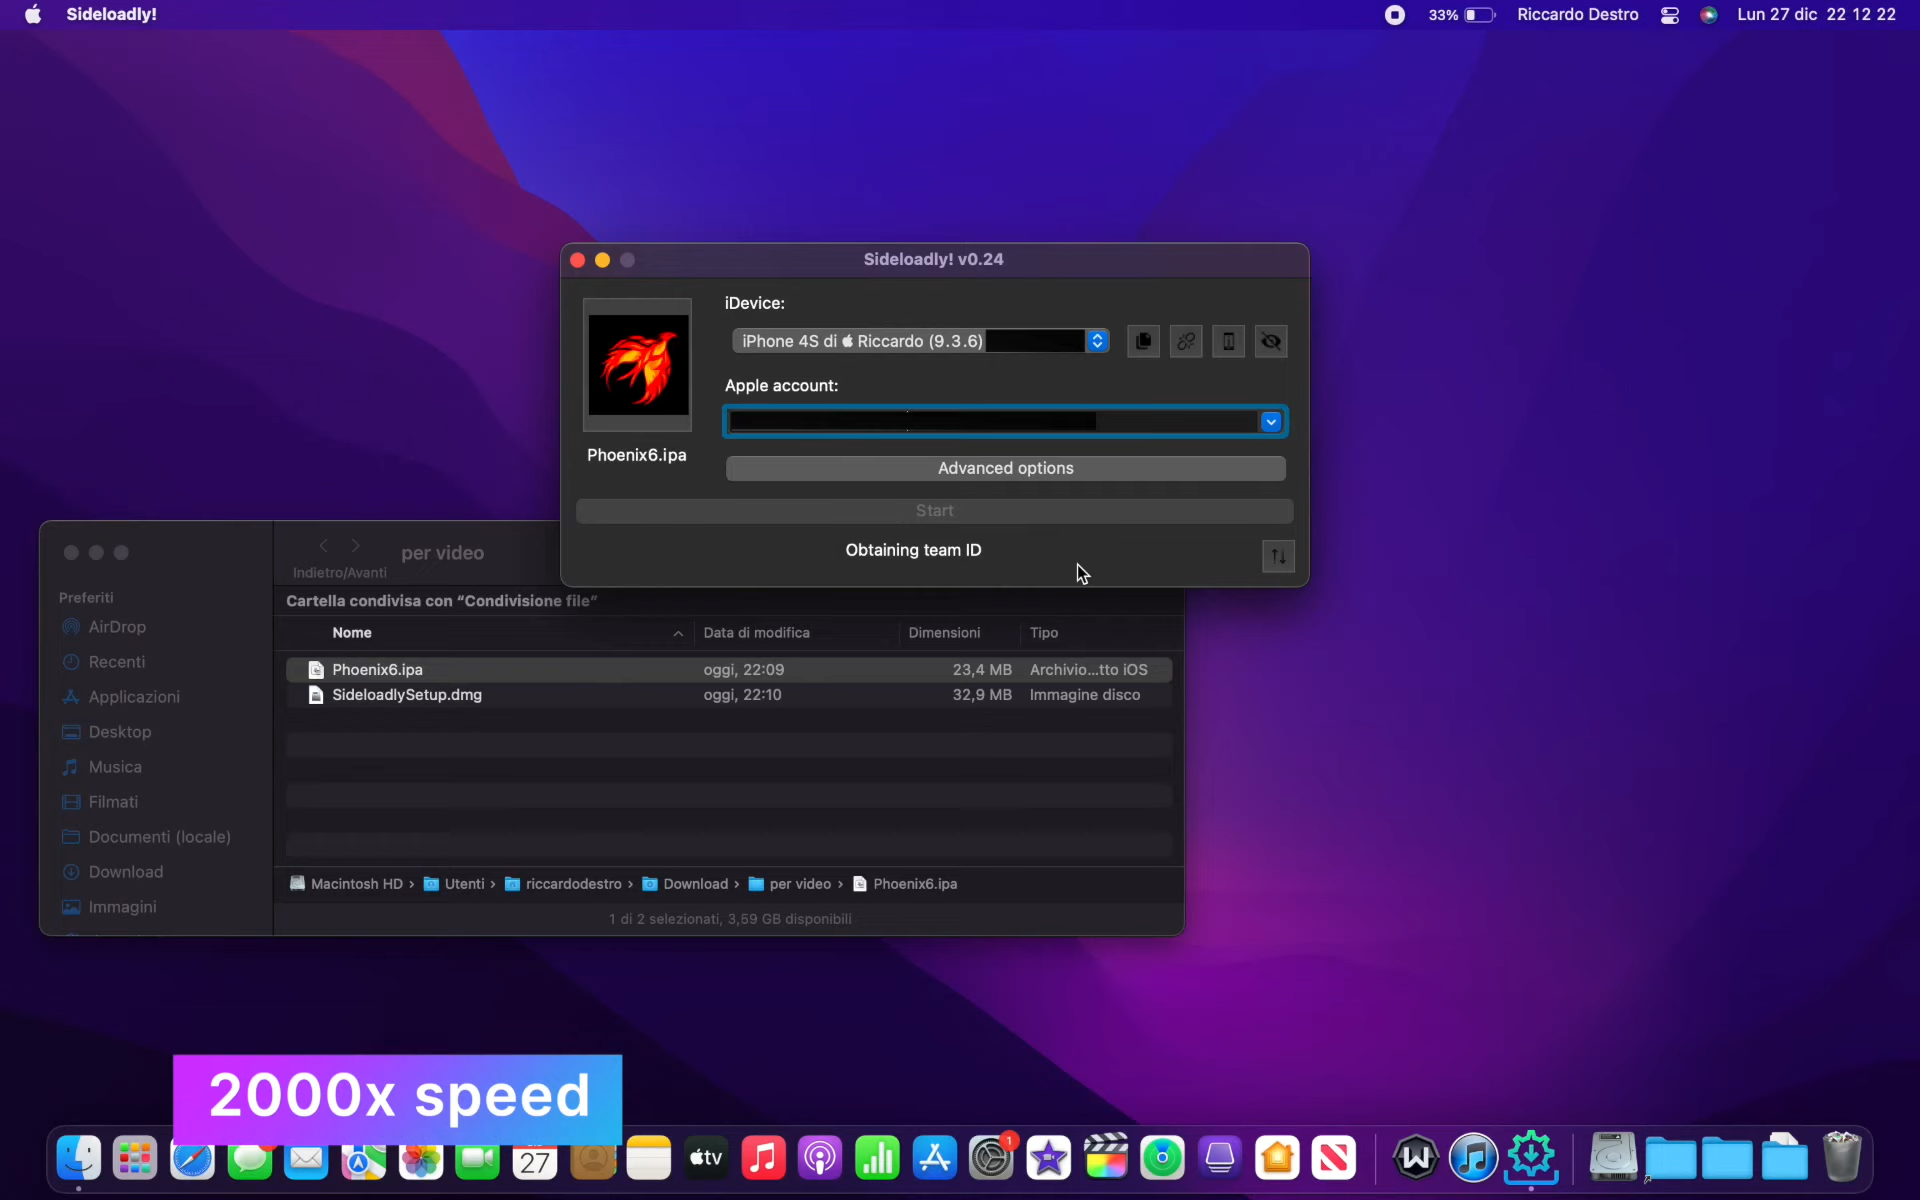 Sideloadly!
33%
Riccardo Destro
Lun 27 dic 22 12 22
Sideloadly! v0.24
iDevice:
iPhone 4S di Riccardo (9.3.6)
Apple account:
Phoenix6.ipa
Advanced options
Start
Obtaining team ID
per video
Indietro/Avanti
Preferiti
AirDrop
Recenti
Applicazioni
Desktop
Musica
Filmati
Documenti (locale)
Download
Immagini
Cartella condivisa con “Condivisione file”
Nome Data di modifica Dimensioni Tipo
Phoenix6.ipa oggi, 22:09 23,4 MB Archivio...tto iOS
SideloadlySetup.dmg oggi, 22:10 32,9 MB Immagine disco
Macintosh HD › Utenti › riccardodestro › Download › per video › Phoenix6.ipa
1 di 2 selezionati, 3,59 GB disponibili
2000x speed
27
tv
1
W